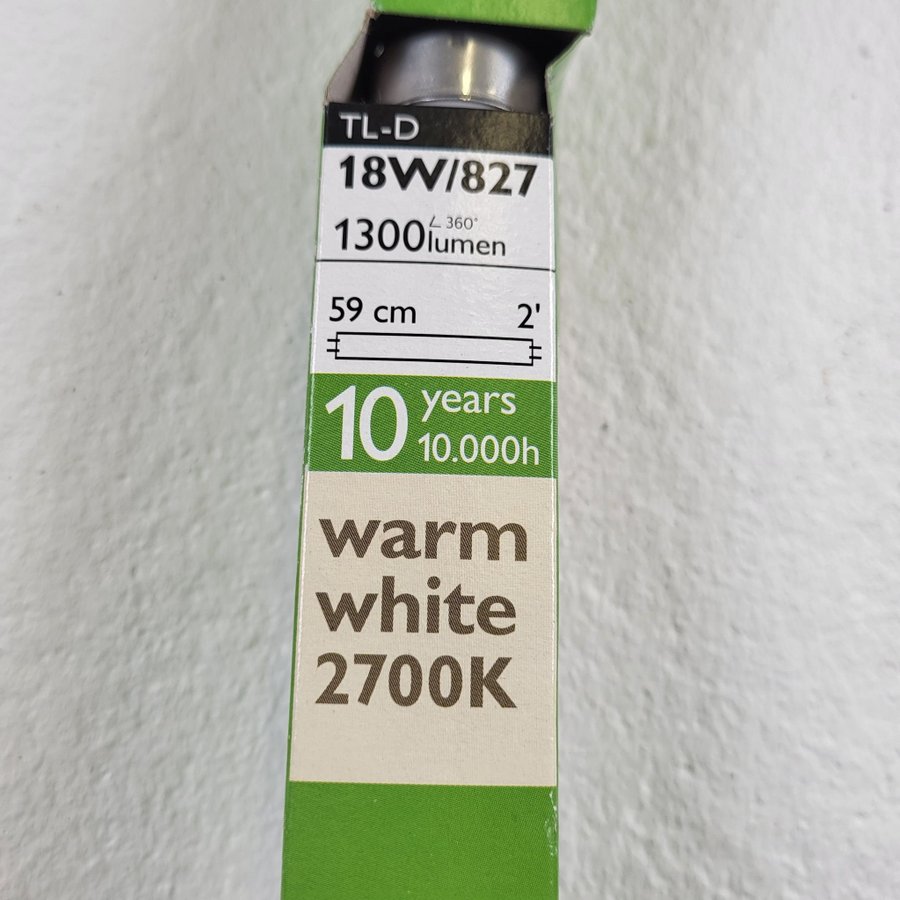 TL-D
18W/827
1300 ∠360° lumen
59 cm 2'
10 years
10.000h
warm
white
2700K